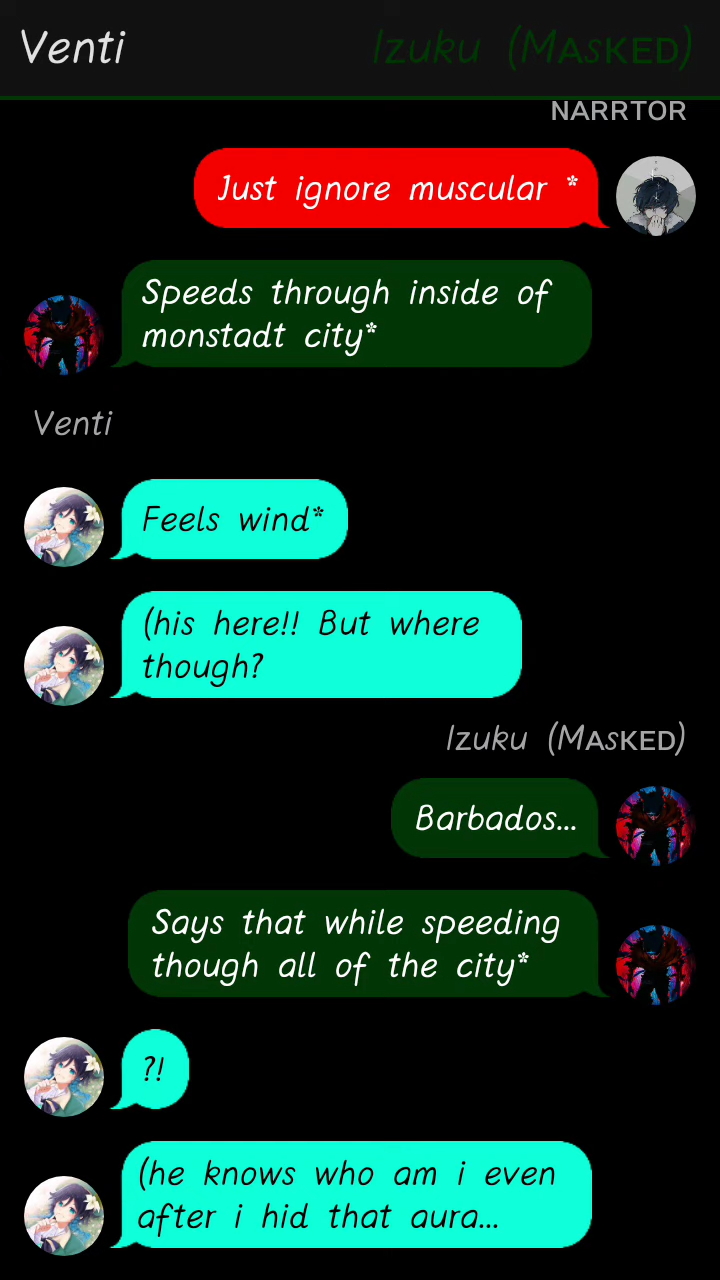 Venti
Izuku (MASKED)
NARRTOR
Just ignore muscular *
Speeds through inside of
monstadt city*
Venti
Feels wind*
(his here!! But where
though?
Izuku (MASKED)
Barbados...
Says that while speeding
though all of the city*
?!
(he knows who am i even
after i hid that aura...